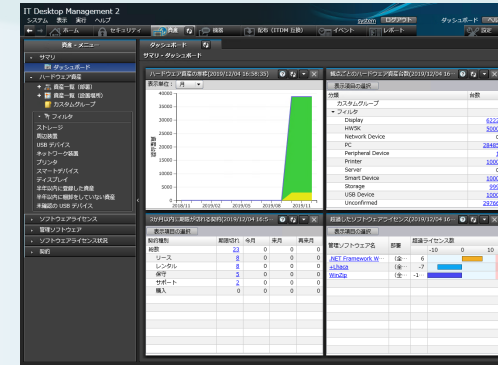 IT Desktop Management 2
システム 表示 実行 ヘルプ
system ログアウト
ダッシュボード
ホーム
セキュリティ
資産
機器
配布 (ITDM 互換)
イベント
レポート
設定
資産 - メニュー
サマリ
ダッシュボード
ハードウェア資産
資産一覧 (部署)
資産一覧 (設置場所)
カスタムグループ
フィルタ
ストレージ
周辺装置
USB デバイス
ネットワーク装置
プリンタ
スマートデバイス
ディスプレイ
半年以内に登録した資産
半年以内に棚卸をしていない資産
未確認の USB デバイス
ソフトウェアライセンス
管理ソフトウェア
ソフトウェアライセンス状況
契約
ダッシュボード
サマリ - ダッシュボード
ハードウェア資産の推移(2019/12/04 16:58:35)
表示単位: 月
40000
35000
30000
25000
20000
15000
10000
5000
0
2018/11 2019/02 2019/05 2019/08 2019/11
(2019/12/04 16
表示項目の選択
分類 台数
カスタムグループ
フィルタ
Display 6222
HWSK 5000
Network Device 0
PC 28485
Peripheral Device 1
Printer 1000
Server 0
Smart Device 1000
Storage 999
USB Device 1000
Unconfirmed 29766
3か月以内に期限が切れる契約(2019/12/04 16:5…
表示項目の選択
契約種別 期限切れ 今月 来月 再来月
総数 23 0 0 0
リース 8 0 0 0
レンタル 8 0 0 0
保守 5 0 0 0
サポート 2 0 0 0
購入 0 0 0 0
超過したソフトウェアライセンス(2019/12/04 16…
表示項目の選択
管理ソフトウェア名 部署 超過ライセンス数
-10 0 10
.NET Framework W… (全… 6
+Lhaca (全… -7
WinZip (全… -1…